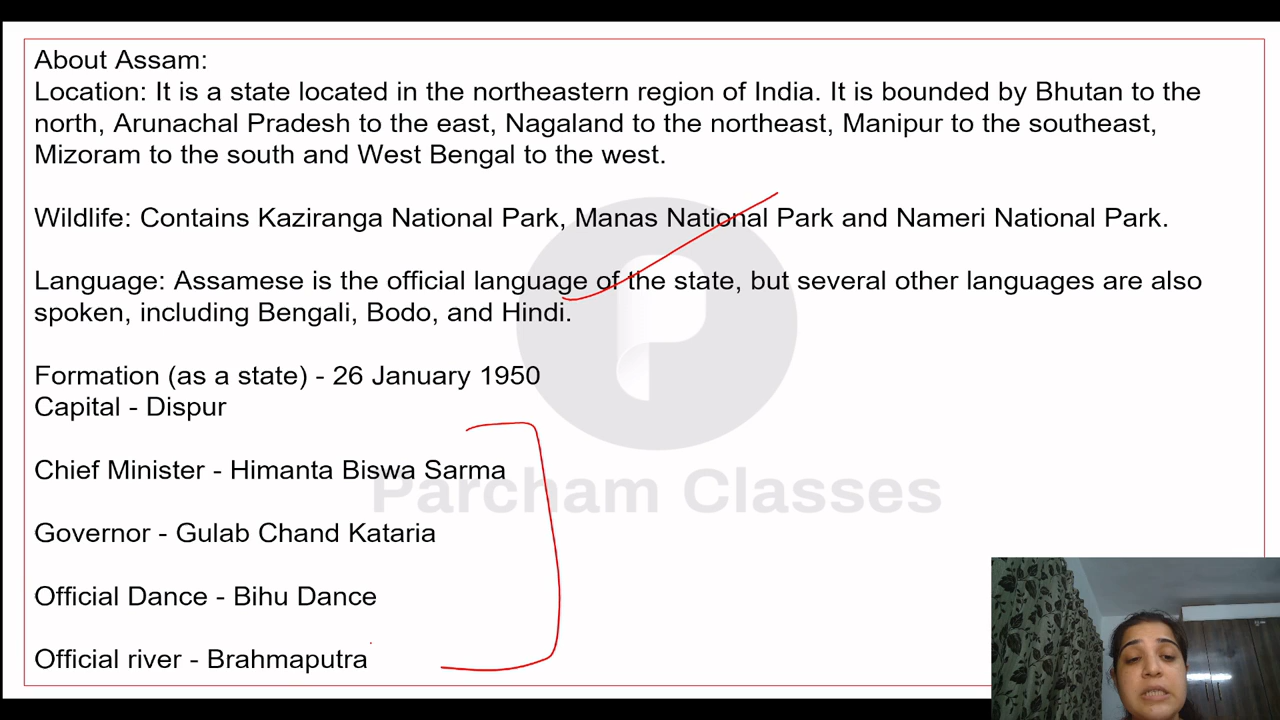 About Assam:
Location: It is a state located in the northeastern region of India. It is bounded by Bhutan to the
north, Arunachal Pradesh to the east, Nagaland to the northeast, Manipur to the southeast,
Mizoram to the south and West Bengal to the west.
Wildlife: Contains Kaziranga National Park, Manas National Park and Nameri National Park.
Language: Assamese is the official language of the state, but several other languages are also
spoken, including Bengali, Bodo, and Hindi.
Formation (as a state) - 26 January 1950
Capital - Dispur
Chief Minister - Himanta Biswa Sarma
Parcham Classes
Governor - Gulab Chand Kataria
Official Dance - Bihu Dance
Official river - Brahmaputra